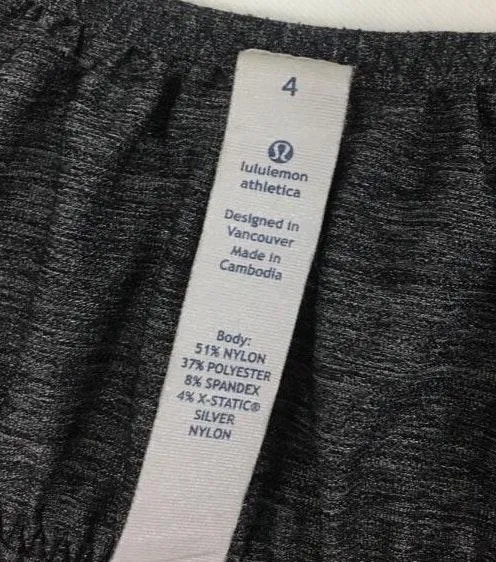 4
lululemon
athletica
Designed in
Vancouver
Made in
Cambodia
Body:
51% NYLON
37% POLYESTER
8% SPANDEX
4% X-STATIC®
SILVER
NYLON